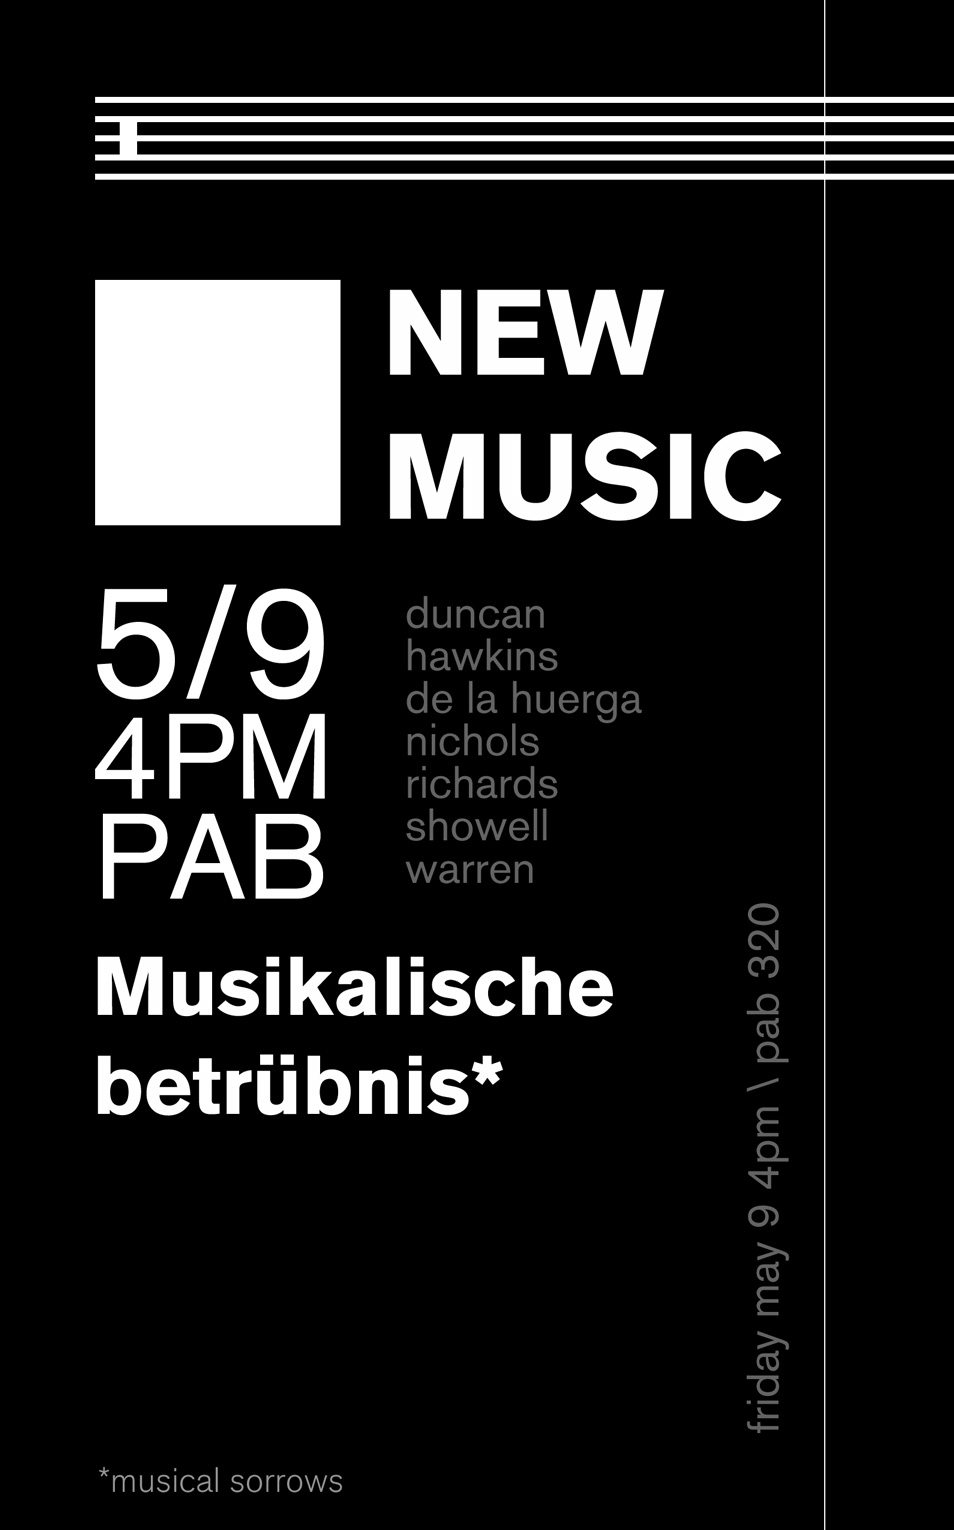 NEW
MUSIC
5/9
4PM
PAB
duncan
hawkins
de la huerga
nichols
richards
showell
warren
Musikalische
betrübnis*
friday may 9 4pm \ pab 320
*musical sorrows